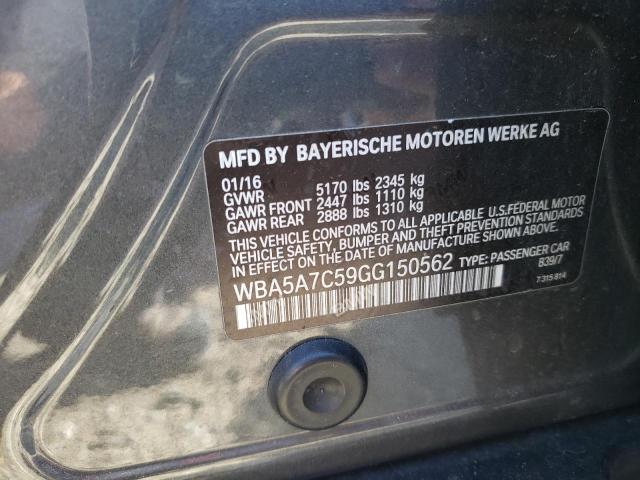 MFD BY BAYERISCHE MOTOREN WERKE AG
01/16
GVWR 5170 lbs 2345 kg
GAWR FRONT 2447 lbs 1110 kg
GAWR REAR 2888 lbs 1310 kg
THIS VEHICLE CONFORMS TO ALL APPLICABLE U.S.FEDERAL MOTOR
VEHICLE SAFETY, BUMPER AND THEFT PREVENTION STANDARDS
IN EFFECT ON THE DATE OF MANUFACTURE SHOWN ABOVE.
WBA5A7C59GG150562 TYPE: PASSENGER CAR
B39/7
7 315 814